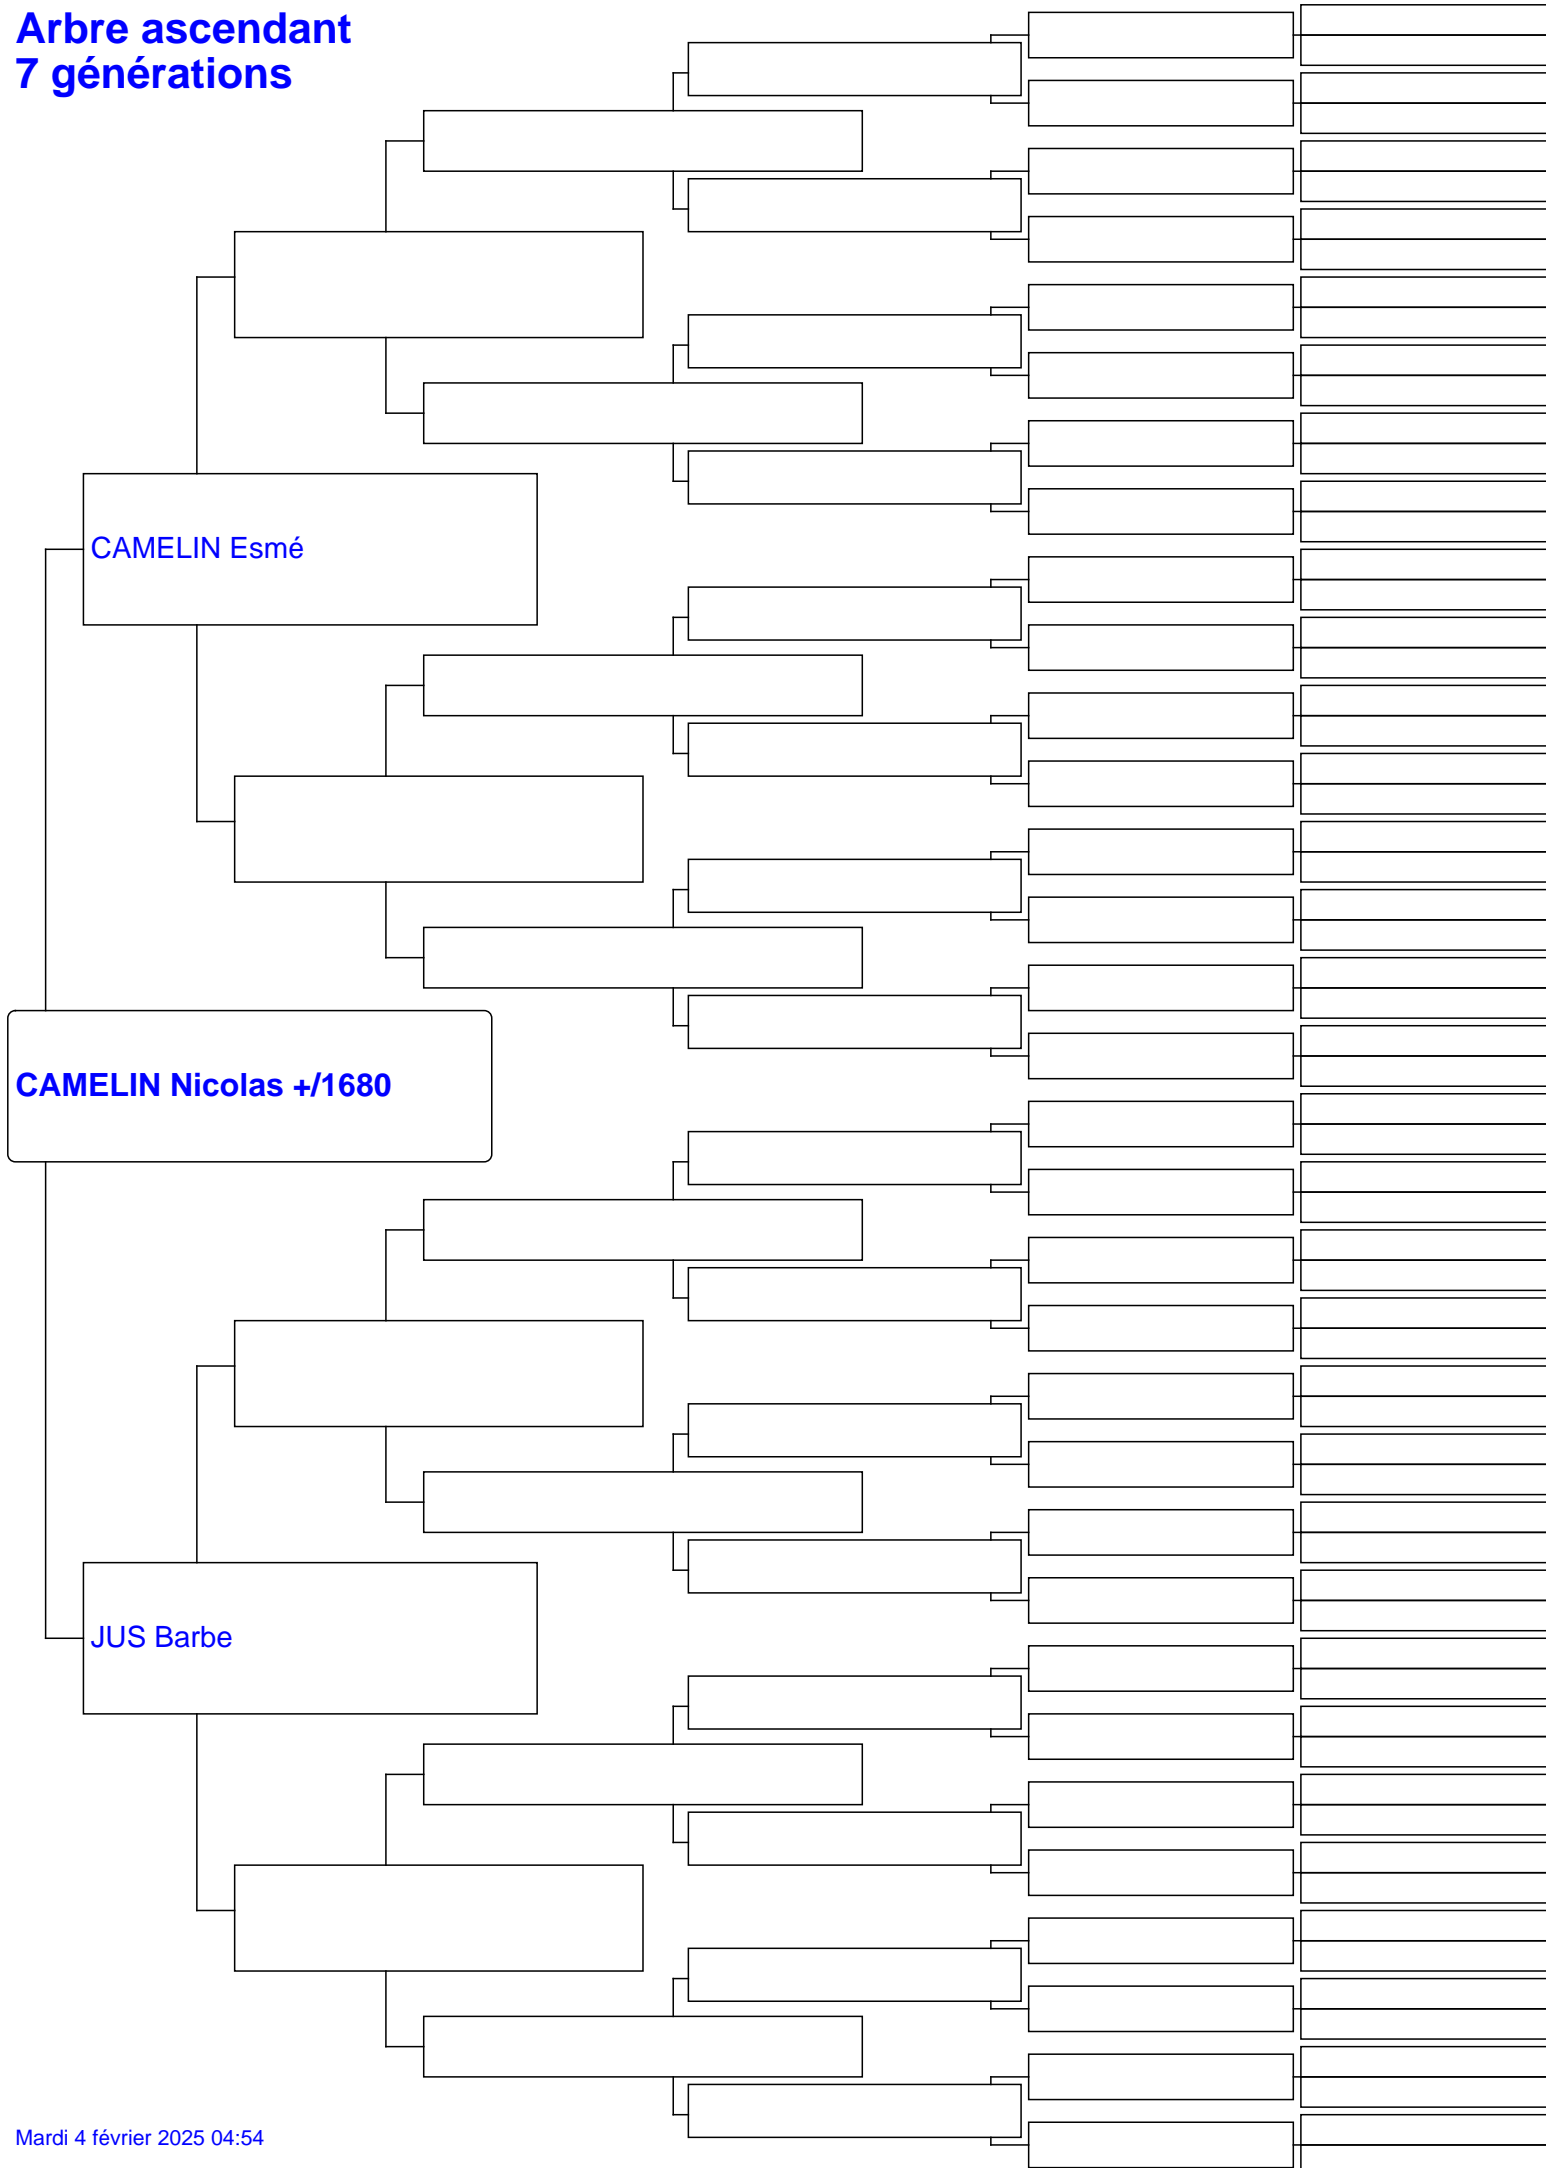 Arbre ascendant
7 générations
CAMELIN Esmé
CAMELIN Nicolas +/1680
JUS Barbe
Mardi 4 février 2025 04:54